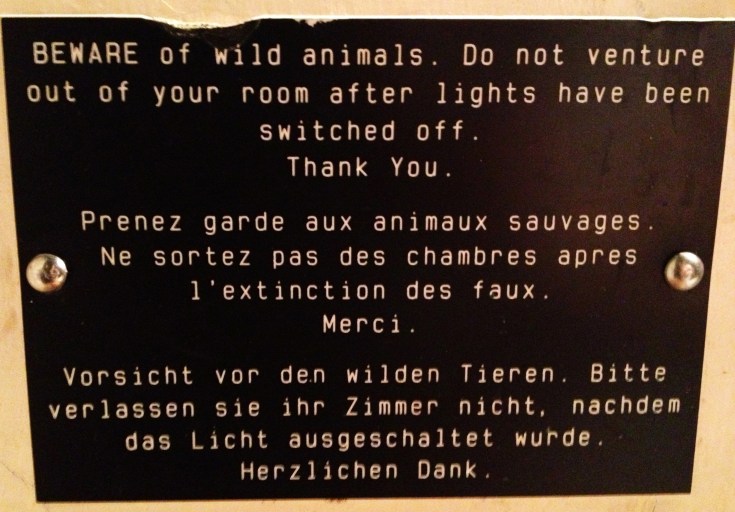 BEWARE of wild animals. Do not venture
out of your room after lights have been
switched off.
Thank You.
Prenez garde aux animaux sauvages.
Ne sortez pas des chambres apres
l'extinction des faux.
Merci.
Vorsicht vor den wilden Tieren. Bitte
verlassen sie ihr Zimmer nicht, nachdem
das Licht ausgeschaltet wurde.
Herzlichen Dank.